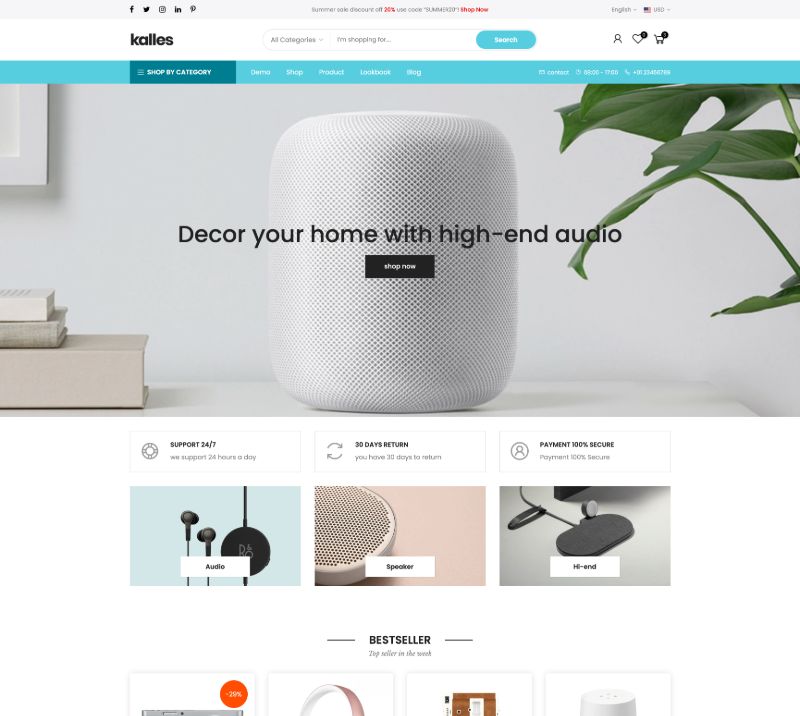 Summer sale discount off 20% use code "SUMMER20"! Shop Now
English
USD
kalles
All Categories
I'm shopping for...
Search
0
0
SHOP BY CATEGORY
Demo
Shop
Product
Lookbook
Blog
contact
08:00 - 17:00
+01 23456789
Decor your home with high-end audio
shop now
SUPPORT 24/7
we support 24 hours a day
30 DAYS RETURN
you have 30 days to return
PAYMENT 100% SECURE
Payment 100% Secure
Audio
Speaker
Hi-end
BESTSELLER
Top seller in the week
-29%